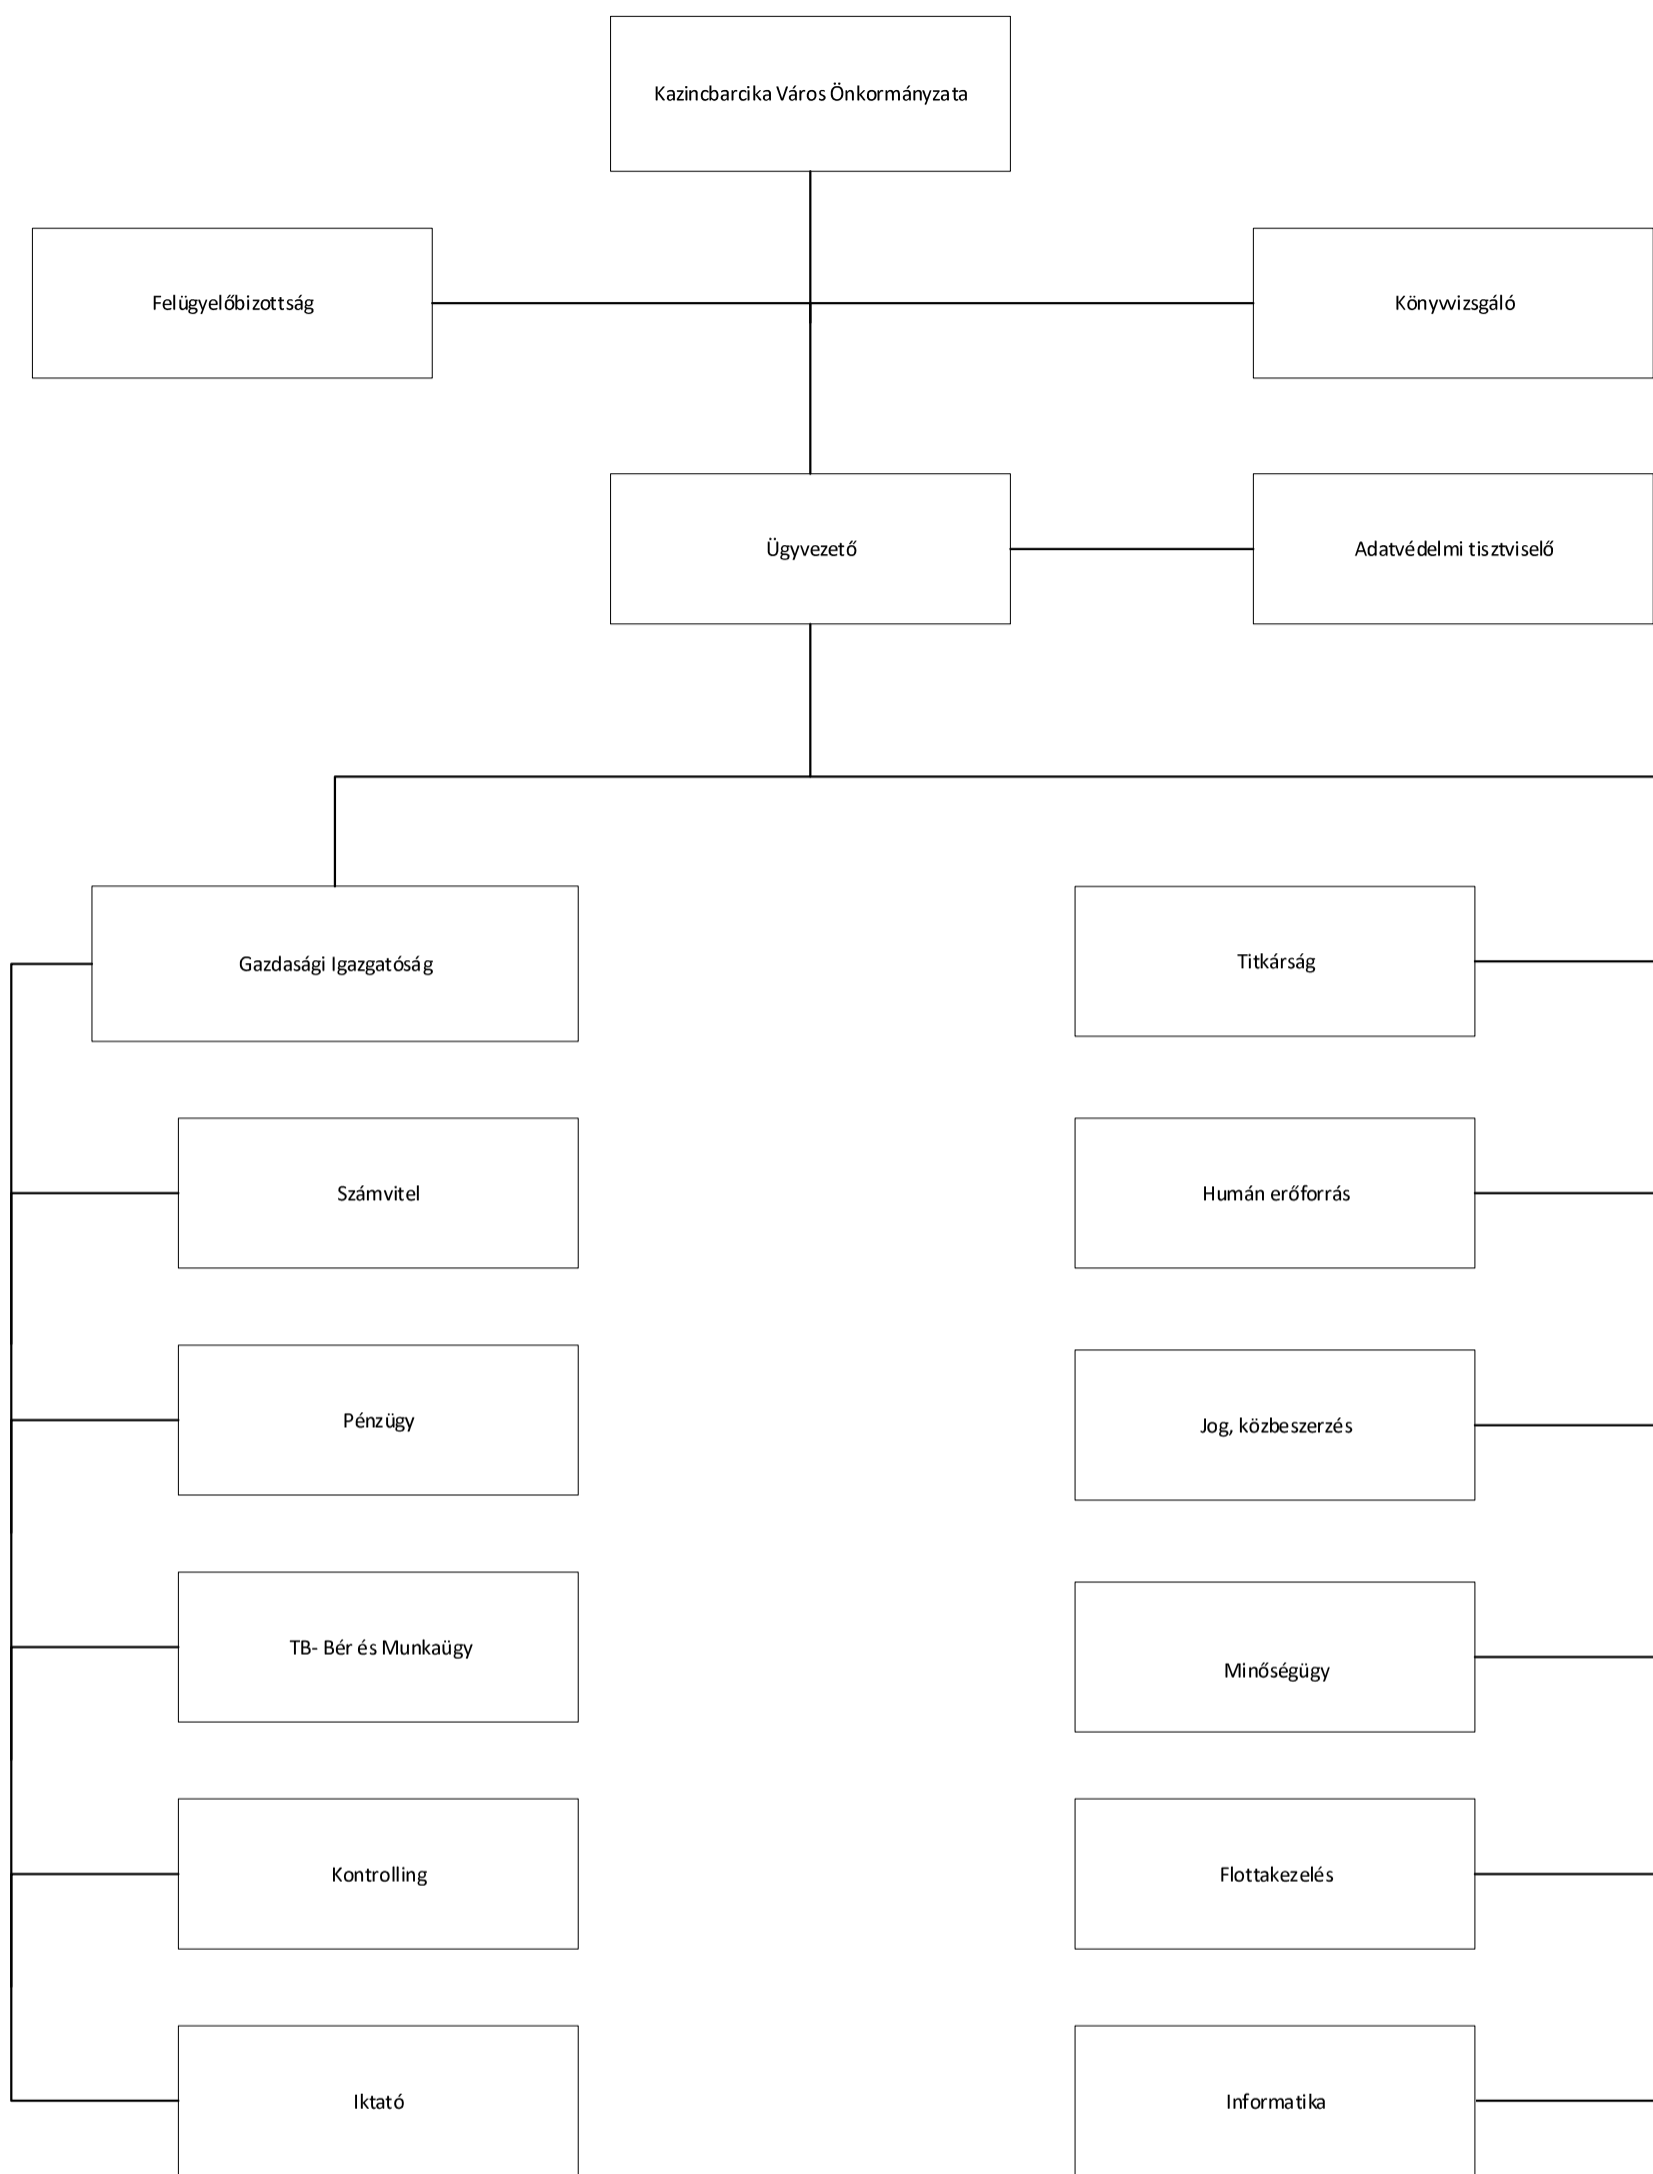 Kazincbarcika Város Önkormányzata
Felügyelőbizottság
Könyvvizsgáló
Ügyvezető
Adatvédelmi tisztviselő
Gazdasági Igazgatóság
Titkárság
Számvitel
Humán erőforrás
Pénzügy
Jog, közbeszerzés
TB- Bér és Munkaügy
Minőségügy
Kontrolling
Flottakezelés
Iktató
Informatika